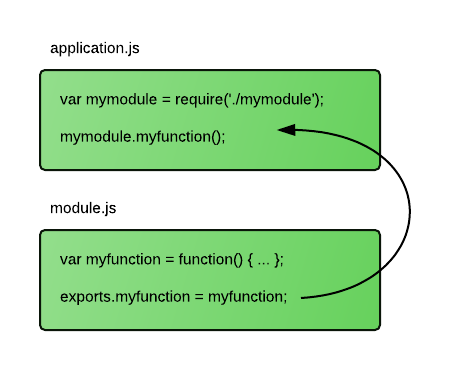 application.js
var mymodule = require('./mymodule');
mymodule.myfunction();
module.js
var myfunction = function() { ... };
exports.myfunction = myfunction;